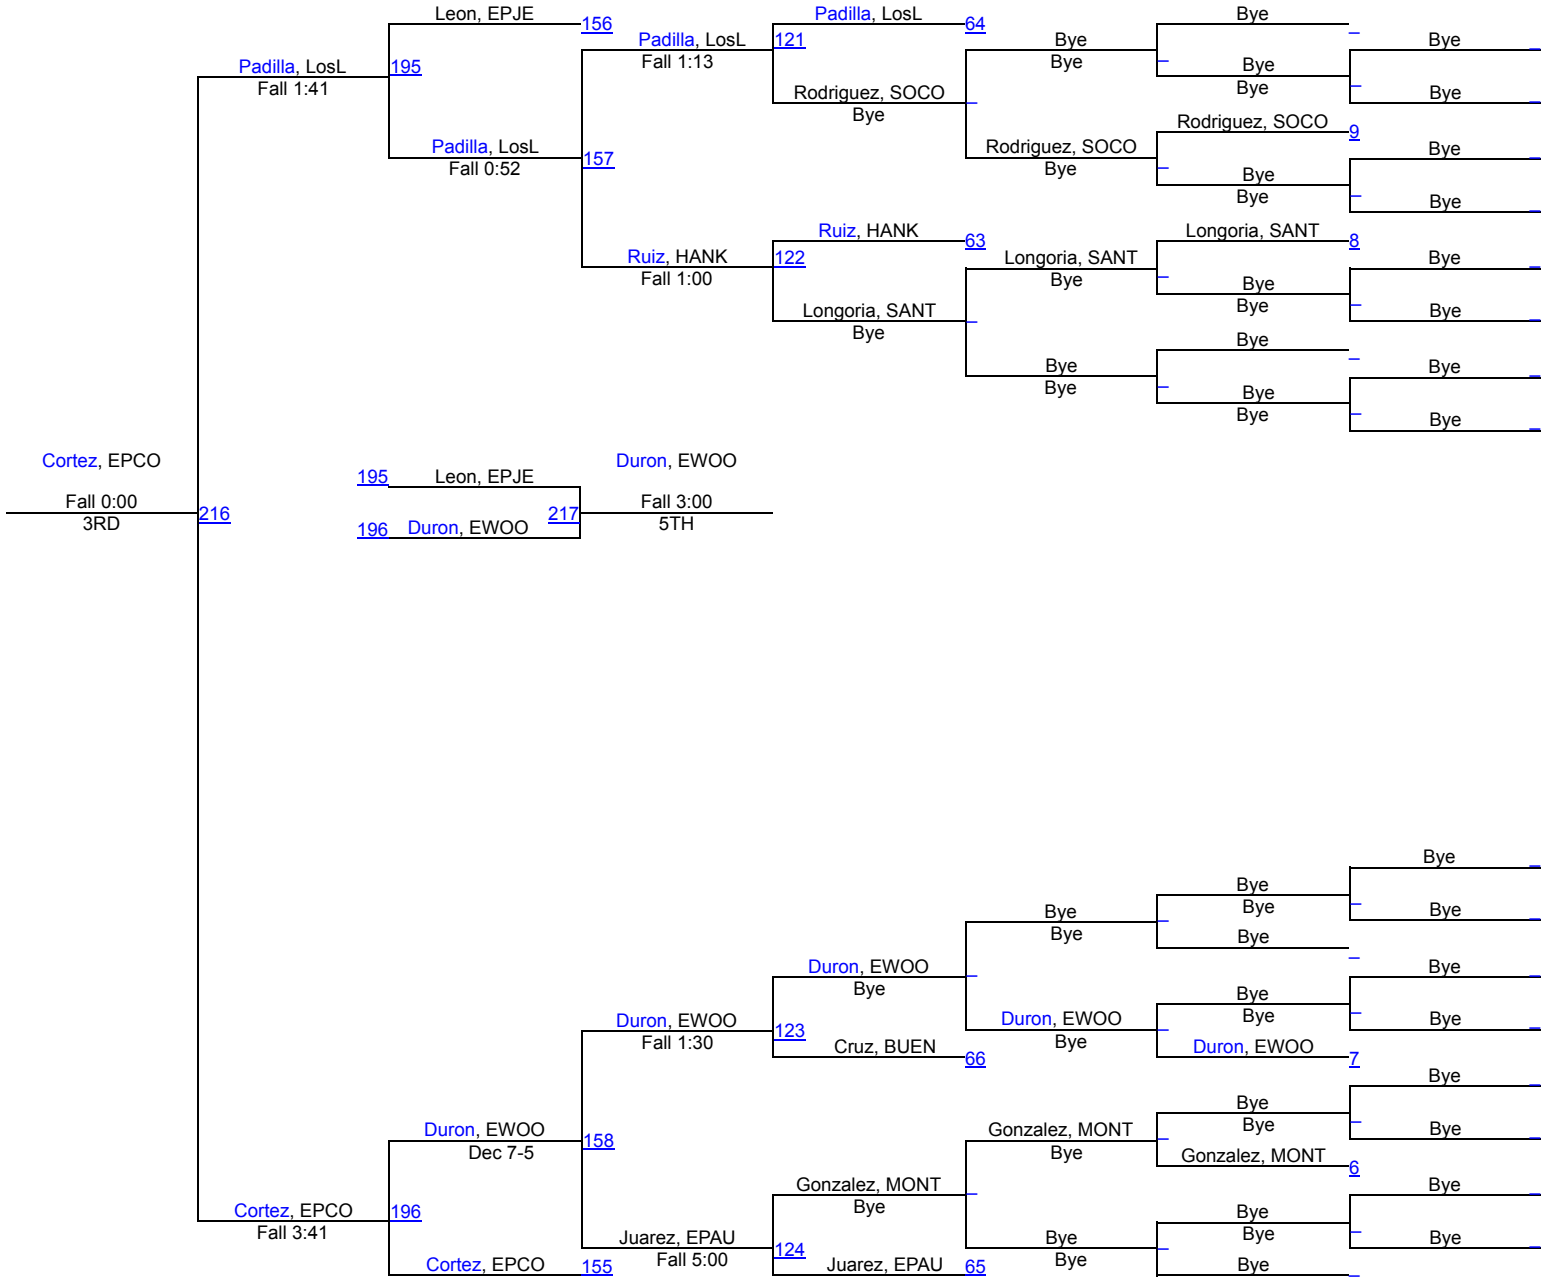 Leon, EPJE
156
Padilla, LosL
64
Bye
_
Padilla, LosL
121
Fall 1:13
Bye
Bye
_
Bye
_
Padilla, LosL
195
Fall 1:41
Bye
Bye
_
Rodriguez, SOCO
Bye
_
Bye
_
Rodriguez, SOCO
9
Padilla, LosL
Fall 0:52
157
Rodriguez, SOCO
Bye
_
Bye
_
Bye
Bye
_
Bye
_
Ruiz, HANK
63
Longoria, SANT
8
Ruiz, HANK
122
Fall 1:00
Longoria, SANT
Bye
_
Bye
_
Bye
Bye
_
Longoria, SANT
Bye
_
Bye
_
Bye
_
Bye
Bye
_
Bye
_
Bye
Bye
_
Bye
_
Cortez, EPCO
Duron, EWOO
195
Leon, EPJE
Fall 0:00
3RD
216
217
Fall 3:00
5TH
196
Duron, EWOO
Bye
_
Bye
Bye
_
Bye
_
Bye
Bye
_
Bye
_
Duron, EWOO
Bye
_
Bye
_
Bye
Bye
_
Duron, EWOO
Fall 1:30
123
Duron, EWOO
Bye
_
Bye
_
Cruz, BUEN
66
Duron, EWOO
7
Bye
_
Bye
Bye
_
Duron, EWOO
Dec 7-5
158
Gonzalez, MONT
Bye
_
Bye
_
Gonzalez, MONT
6
Gonzalez, MONT
Bye
_
Bye
_
Cortez, EPCO
196
Fall 3:41
Bye
Bye
_
Juarez, EPAU
124
Fall 5:00
Bye
Bye
_
Bye
_
Cortez, EPCO
155
Juarez, EPAU
65
Bye
_